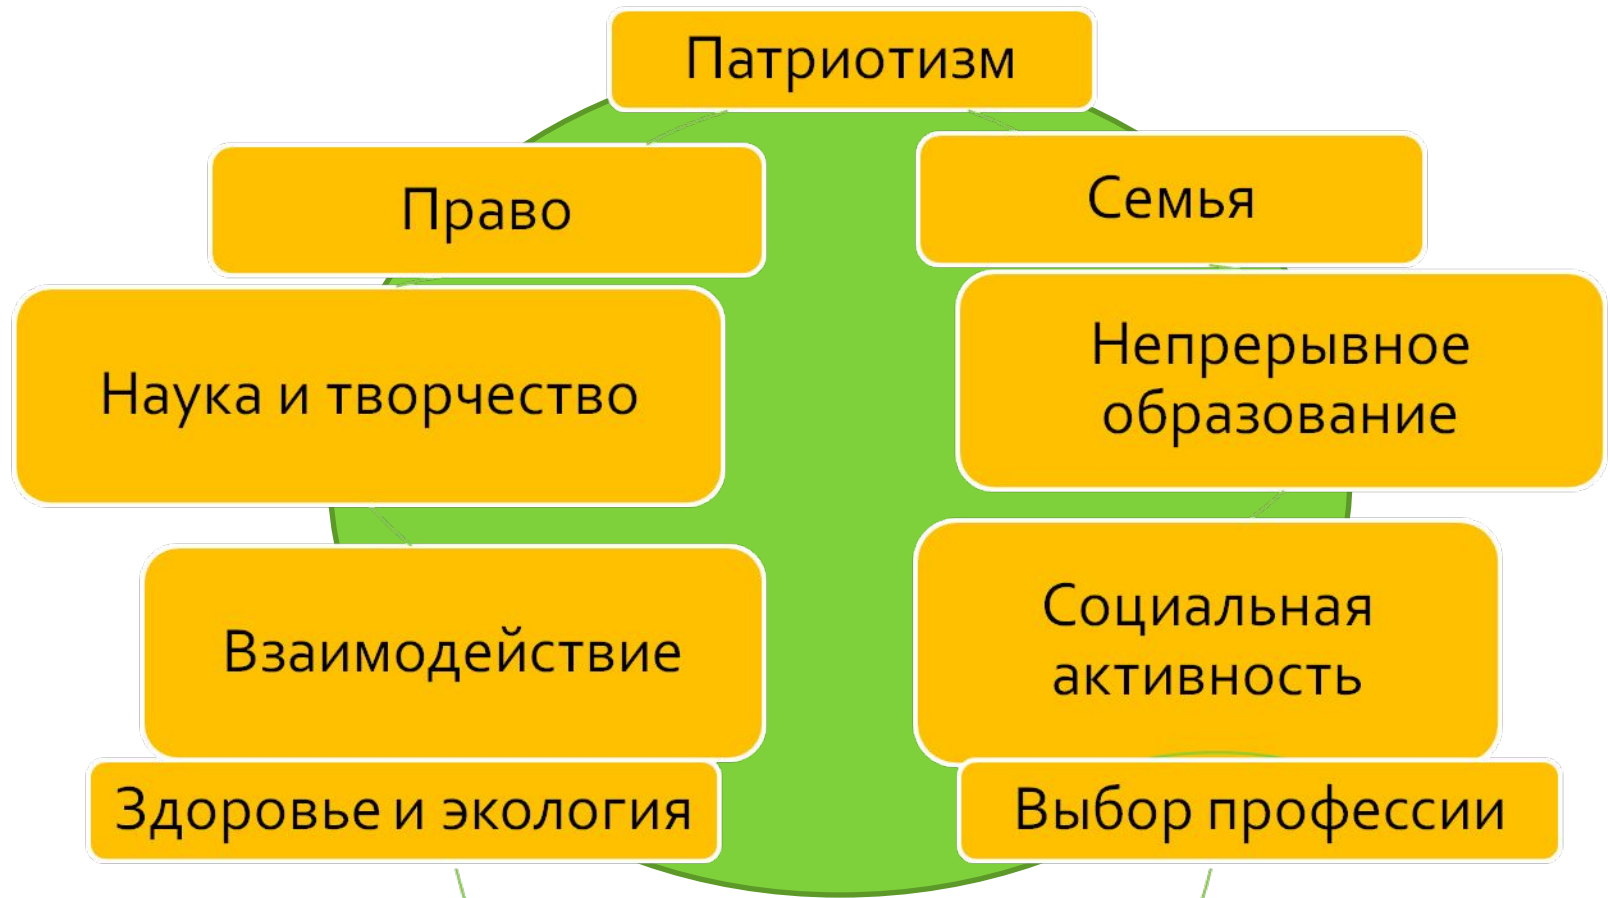 Патриотизм
Право
Семья
Наука и творчество
Непрерывное
образование
Взаимодействие
Социальная
активность
Здоровье и экология
Выбор профессии